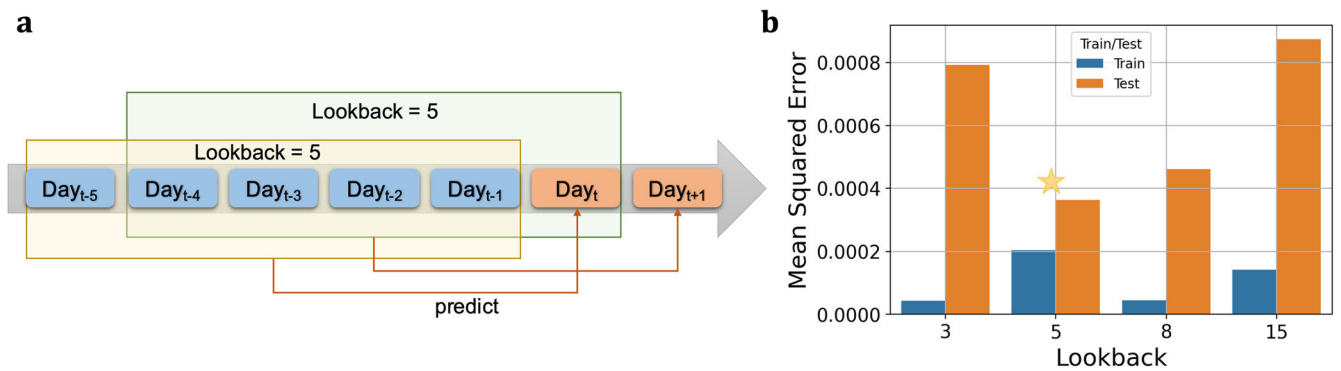 a
Lookback = 5
Lookback = 5
Dayt-5 Dayt-4 Dayt-3 Dayt-2 Dayt-1 Dayt Dayt+1
predict
b
Mean Squared Error
0.0008
0.0006
0.0004
0.0002
0.0000
Train/Test
Train
Test
3 5 8 15
Lookback